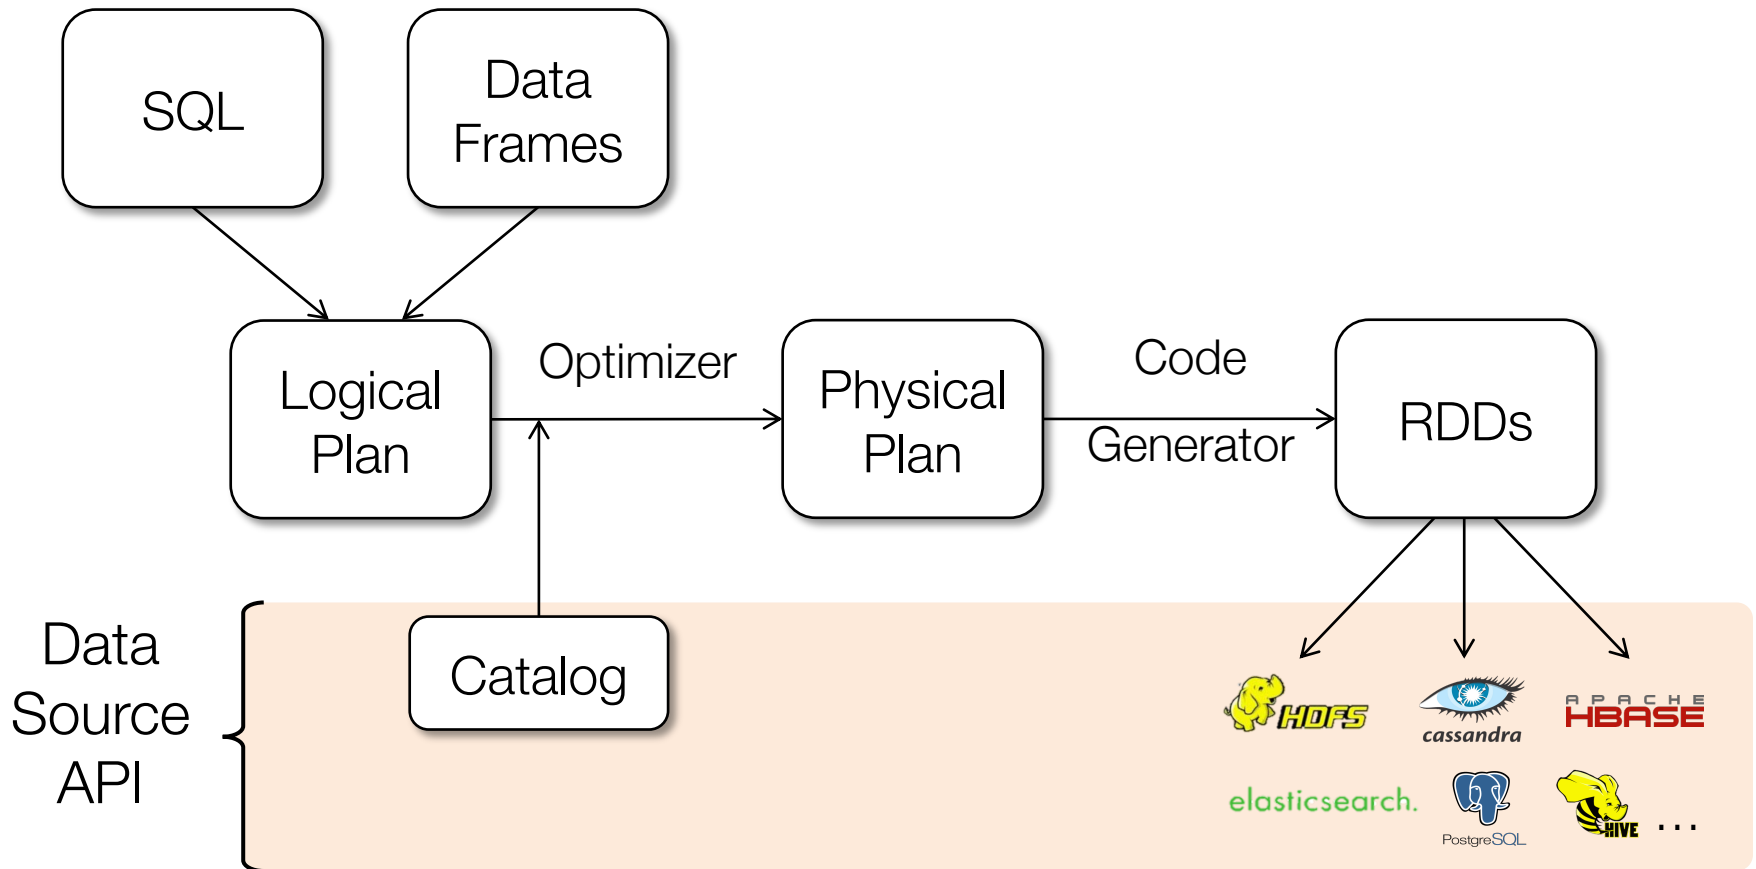 SQL
Data
Frames
Logical
Plan
Optimizer
Physical
Plan
Code
Generator
RDDs
Data
Source
API
Catalog
HDFS
cassandra
APACHE
HBASE
elasticsearch.
PostgreSQL
HIVE
...